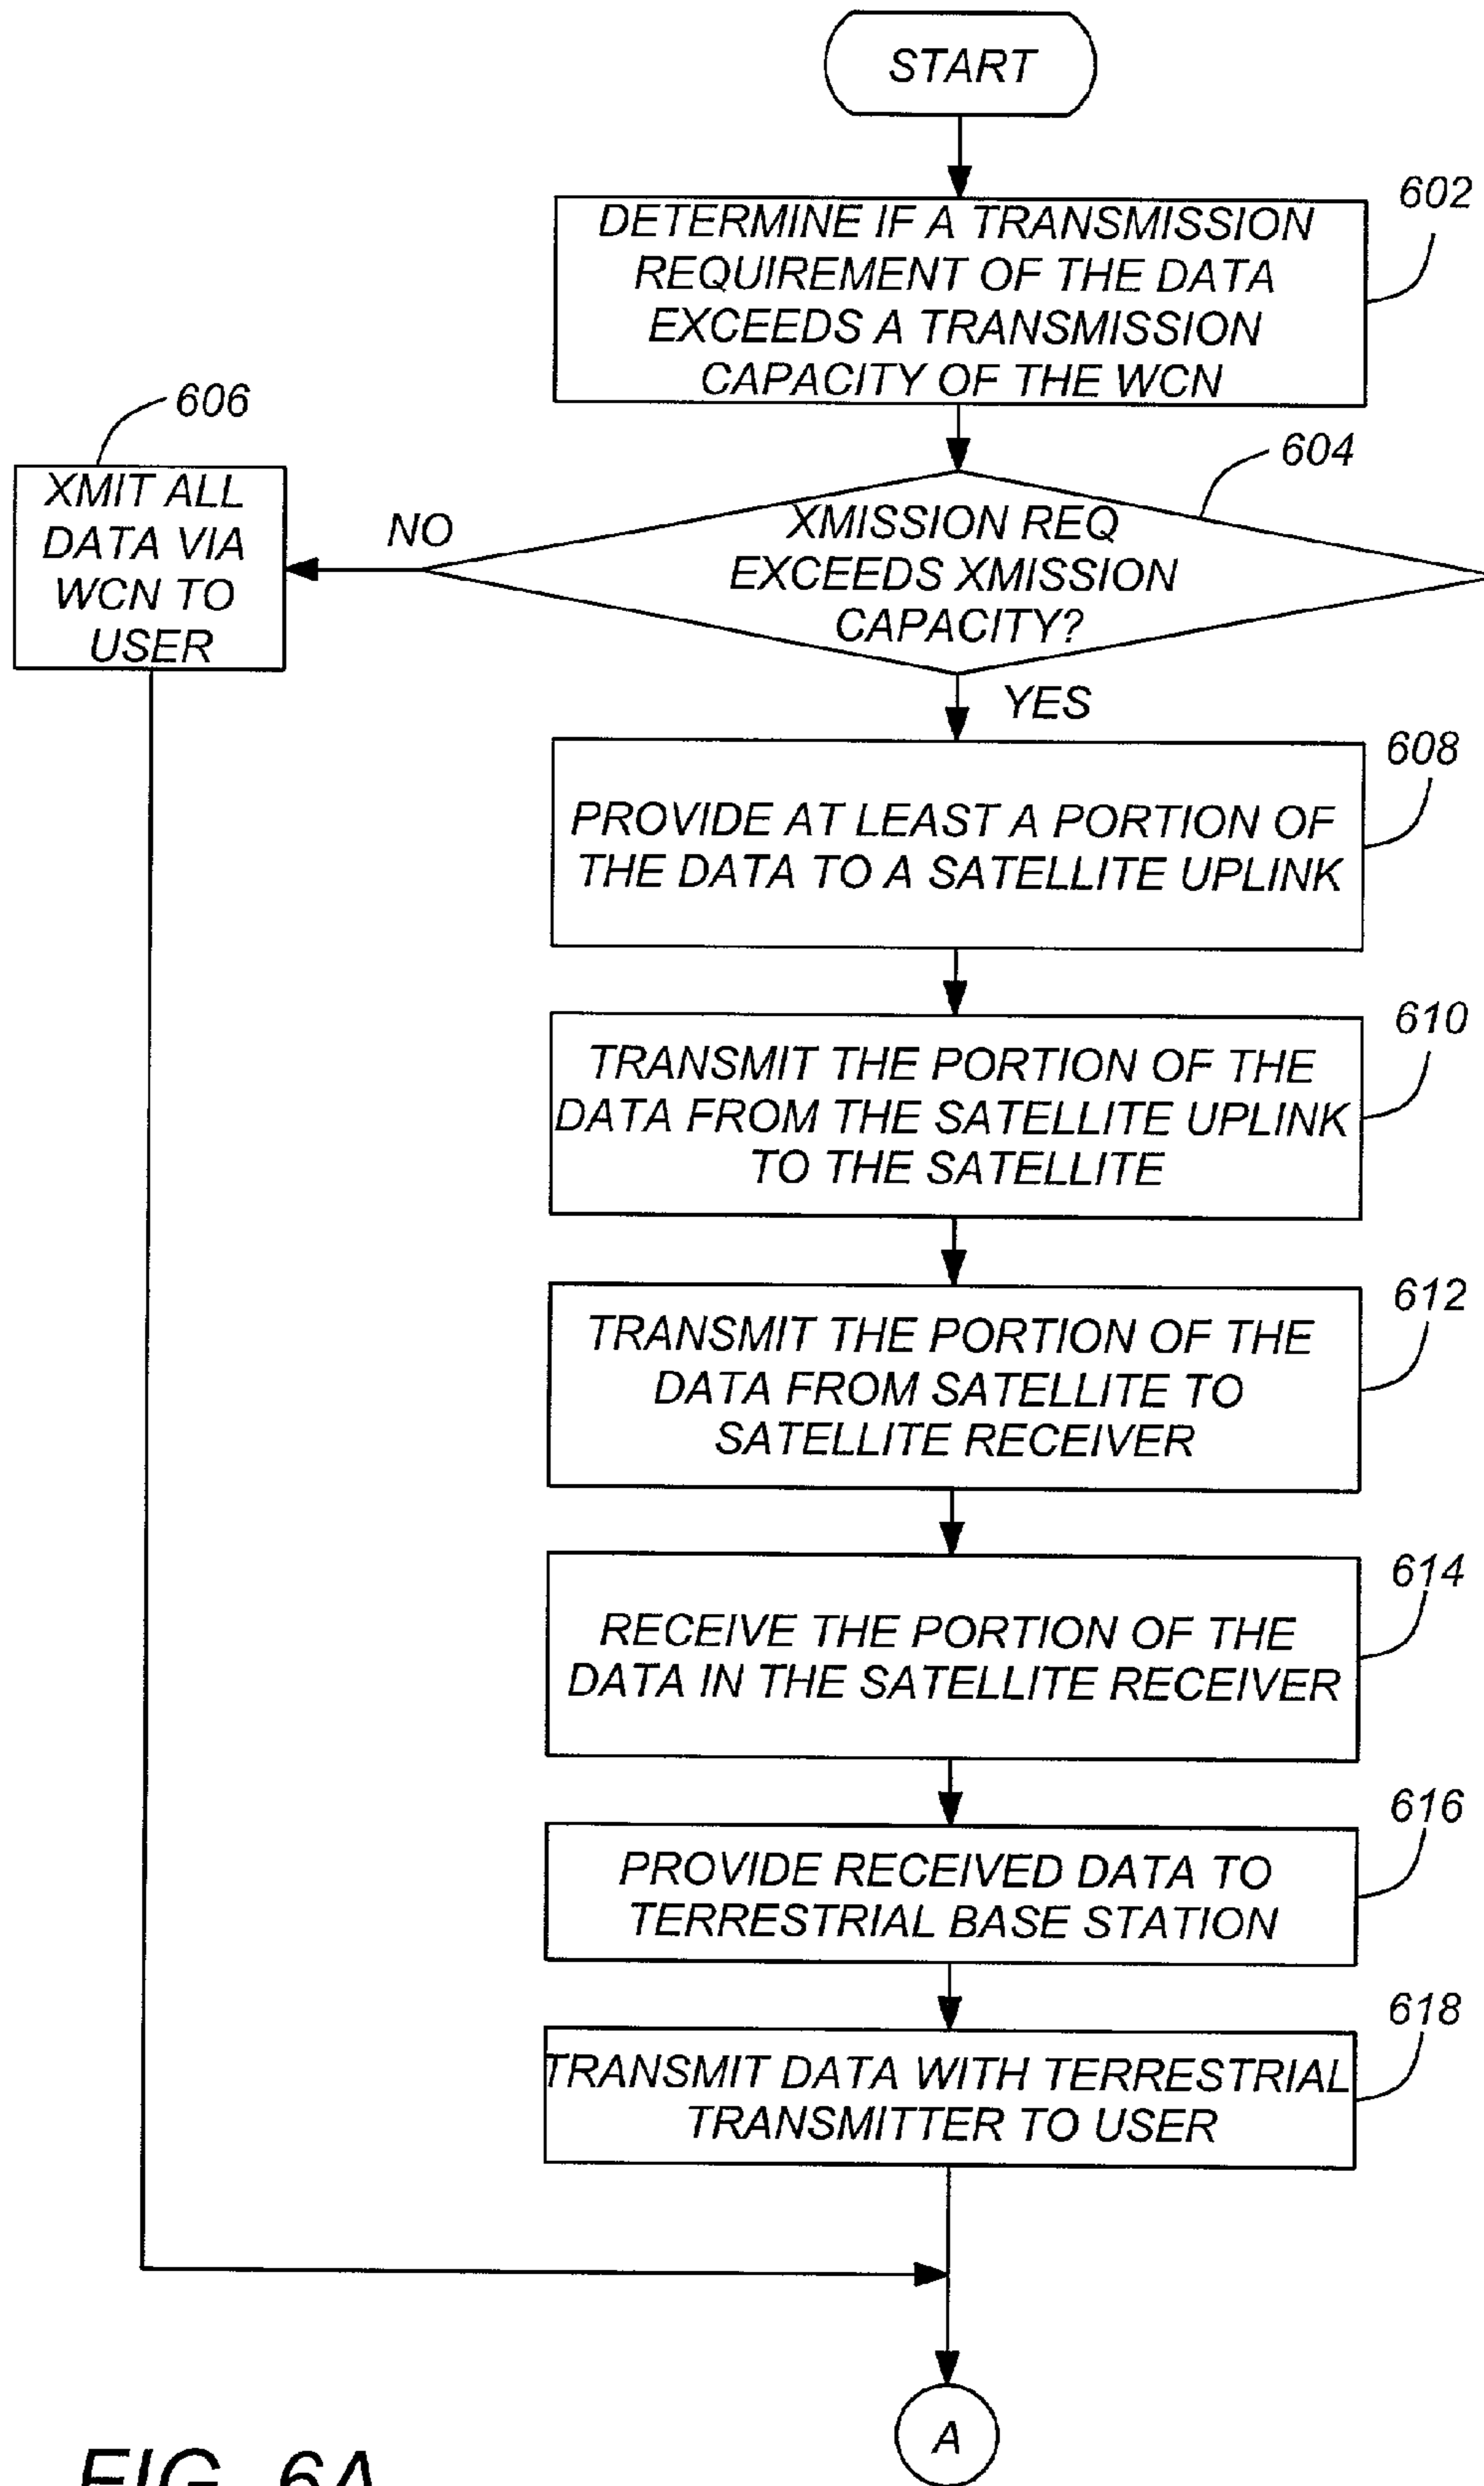 START
602
DETERMINE IF A TRANSMISSION
REQUIREMENT OF THE DATA
EXCEEDS A TRANSMISSION
CAPACITY OF THE WCN
606
604
XMIT ALL
DATA VIA
WCN TO
USER
NO
XMISSION REQ
EXCEEDS XMISSION
CAPACITY?
YES
608
PROVIDE AT LEAST A PORTION OF
THE DATA TO A SATELLITE UPLINK
610
TRANSMIT THE PORTION OF THE
DATA FROM THE SATELLITE UPLINK
TO THE SATELLITE
612
TRANSMIT THE PORTION OF THE
DATA FROM SATELLITE TO
SATELLITE RECEIVER
614
RECEIVE THE PORTION OF THE
DATA IN THE SATELLITE RECEIVER
616
PROVIDE RECEIVED DATA TO
TERRESTRIAL BASE STATION
618
TRANSMIT DATA WITH TERRESTRIAL
TRANSMITTER TO USER
A
FIG. 6A